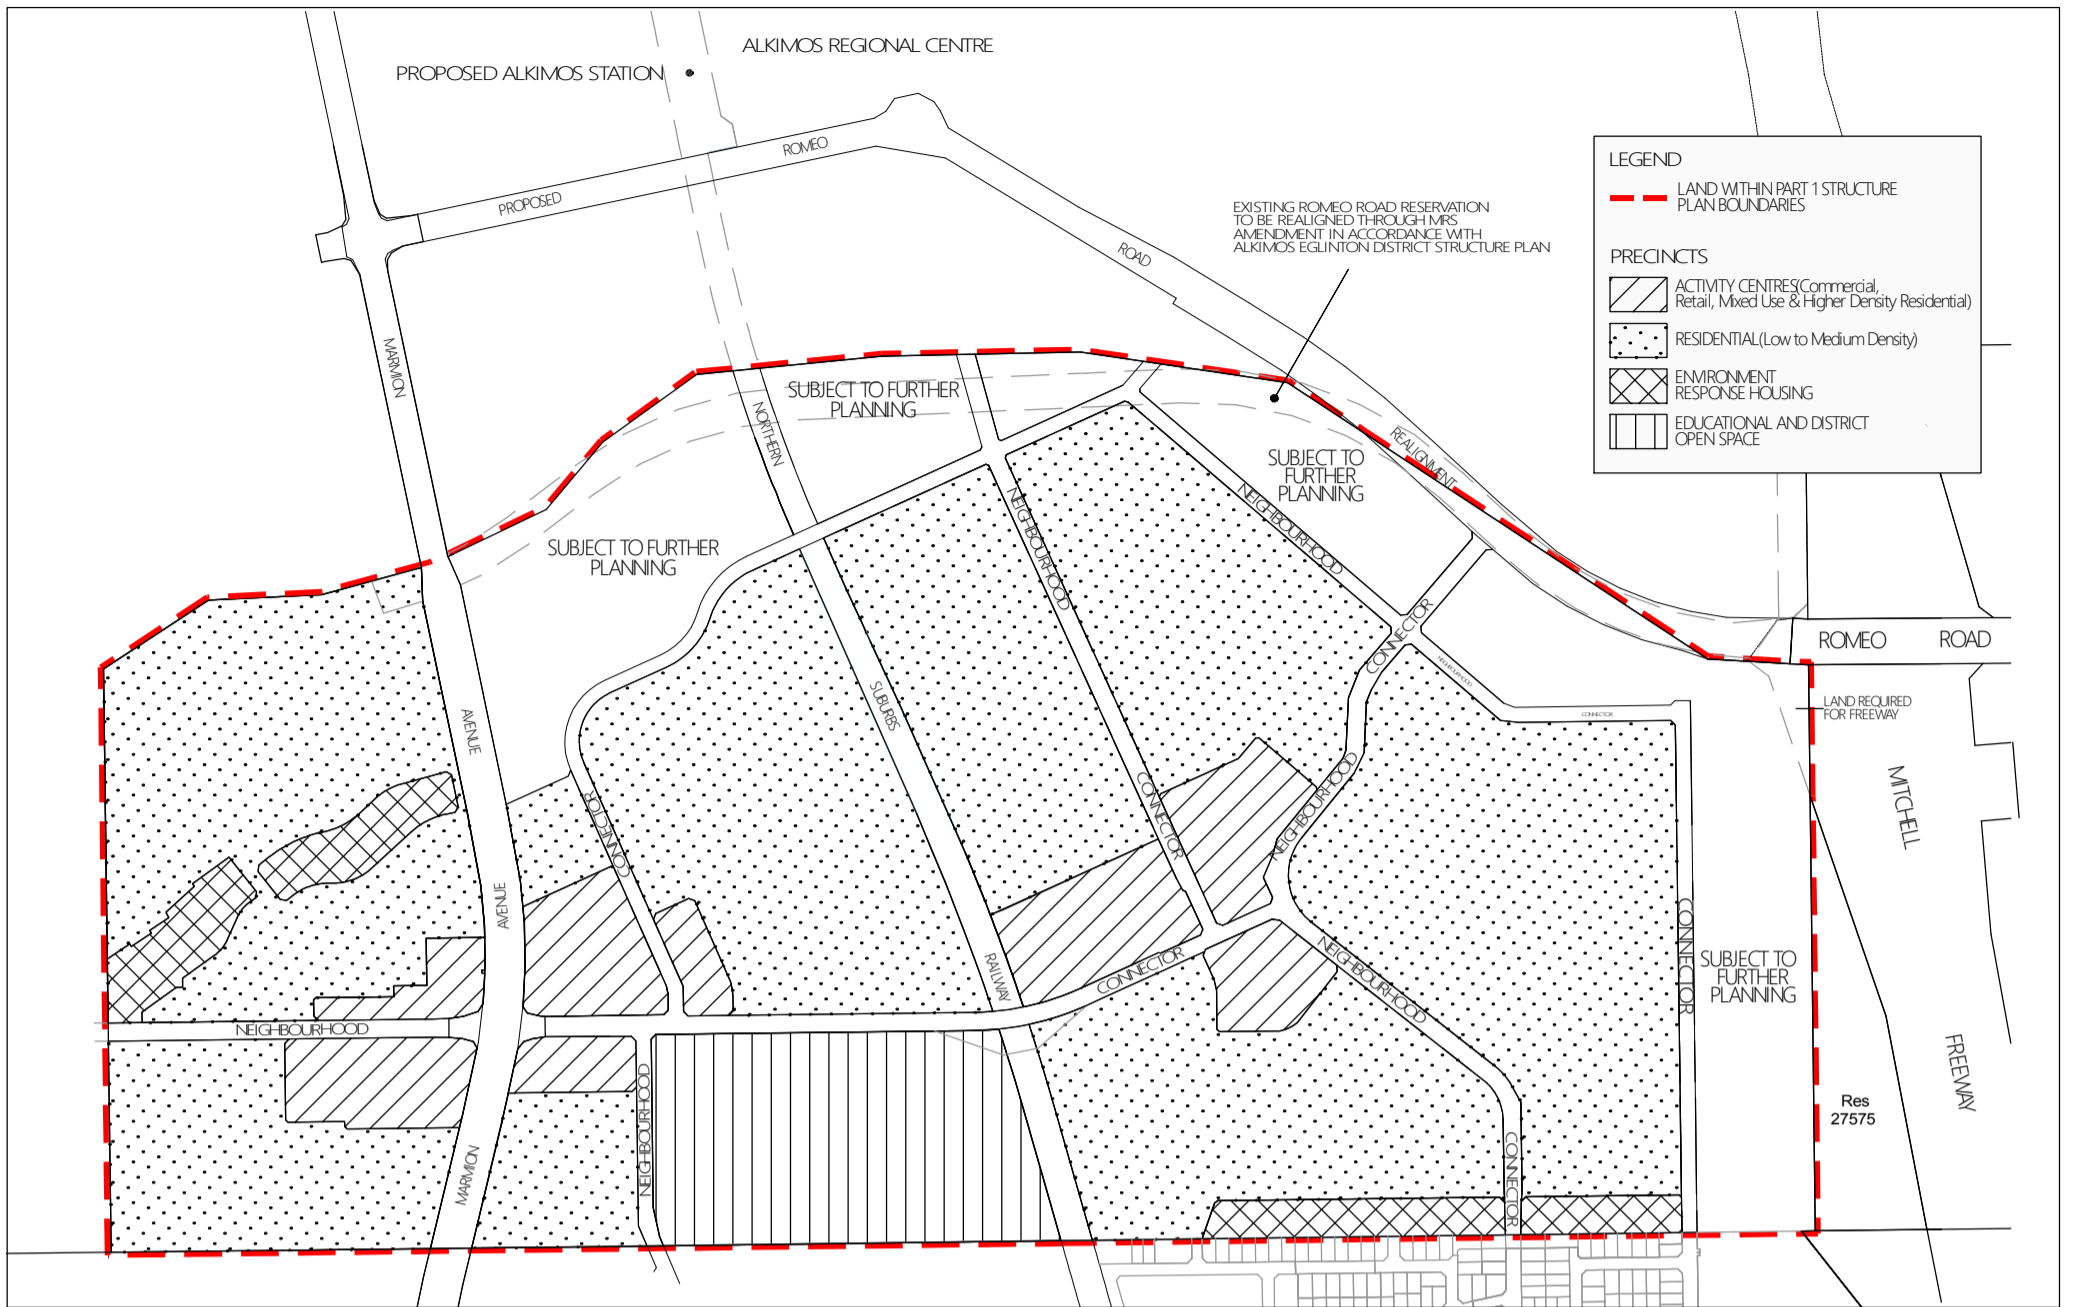 ALKIMOS REGIONAL CENTRE
PROPOSED ALKIMOS STATION
PROPOSED
ROMEO
ROAD
EXISTING ROMEO ROAD RESERVATION
TO BE REALIGNED THROUGH MRS
AMENDMENT IN ACCORDANCE WITH
ALKIMOS EGLINTON DISTRICT STRUCTURE PLAN
LEGEND
LAND WITHIN PART 1 STRUCTURE
PLAN BOUNDARIES
PRECINCTS
ACTIVITY CENTRES(Commercial,
Retail, Mixed Use & Higher Density Residential)
RESIDENTIAL(Low to Medium Density)
ENVIRONMENT
RESPONSE HOUSING
EDUCATIONAL AND DISTRICT
OPEN SPACE
MARMION
NORTHERN
SUBJECT TO FURTHER
PLANNING
REALIGNMENT
SUBJECT TO
FURTHER
PLANNING
NEIGHBOURHOOD
NEIGHBOURHOOD
SUBJECT TO FURTHER
PLANNING
CONNECTOR
ROMEO ROAD
NEIGHBOURHOOD
CONNECTOR
LAND REQUIRED
FOR FREEWAY
SUBURBS
AVENUE
MITCHELL
CONNECTOR
CONNECTOR
NEIGHBOURHOOD
AVENUE
CONNECTOR
SUBJECT TO
FURTHER
PLANNING
RAILWAY
CONNECTOR
NEIGHBOURHOOD
NEIGHBOURHOOD
FREEWAY
Res
27575
NEIGHBOURHOOD
MARMION
CONNECTOR